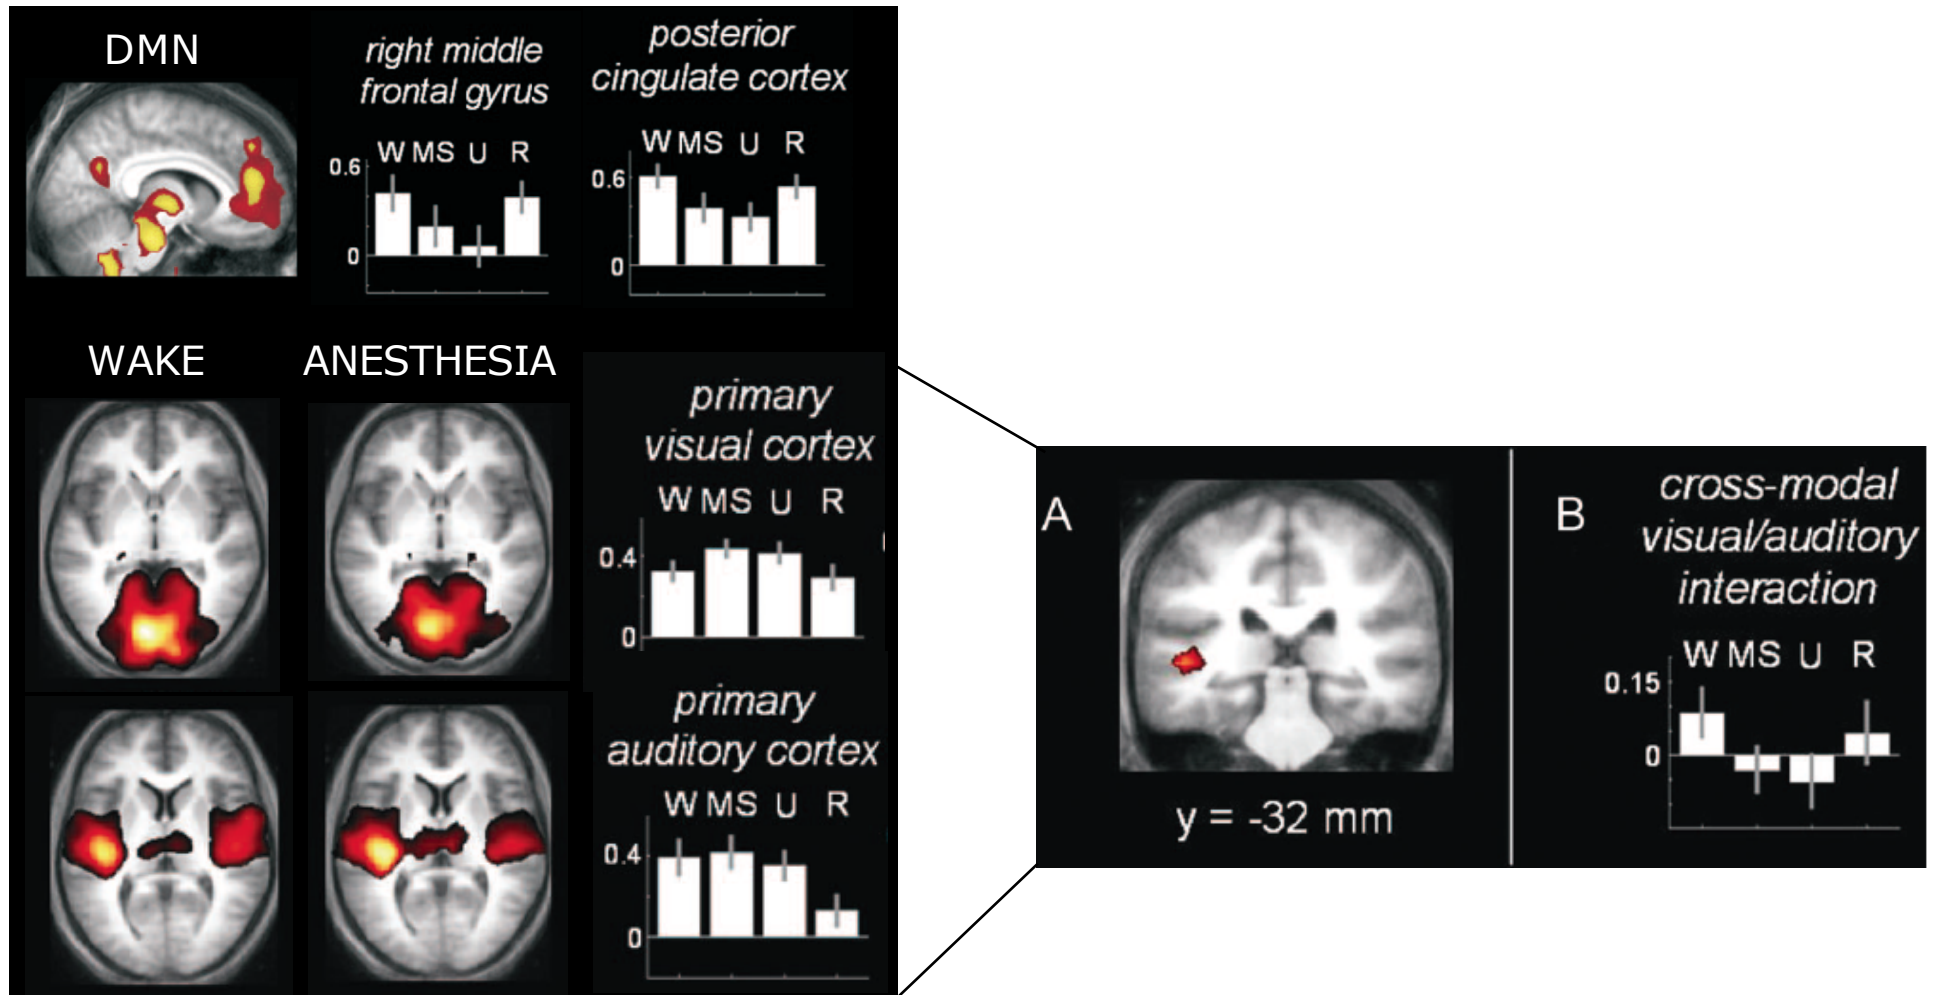 DMN
right middle
frontal gyrus
W MS U R
0.6
0
posterior
cingulate cortex
W MS U R
0.6
0
WAKE
ANESTHESIA
primary
visual cortex
W MS U R
0.4
0
primary
auditory cortex
W MS U R
0.4
0
A
y = -32 mm
B
cross-modal
visual/auditory
interaction
W MS U R
0.15
0